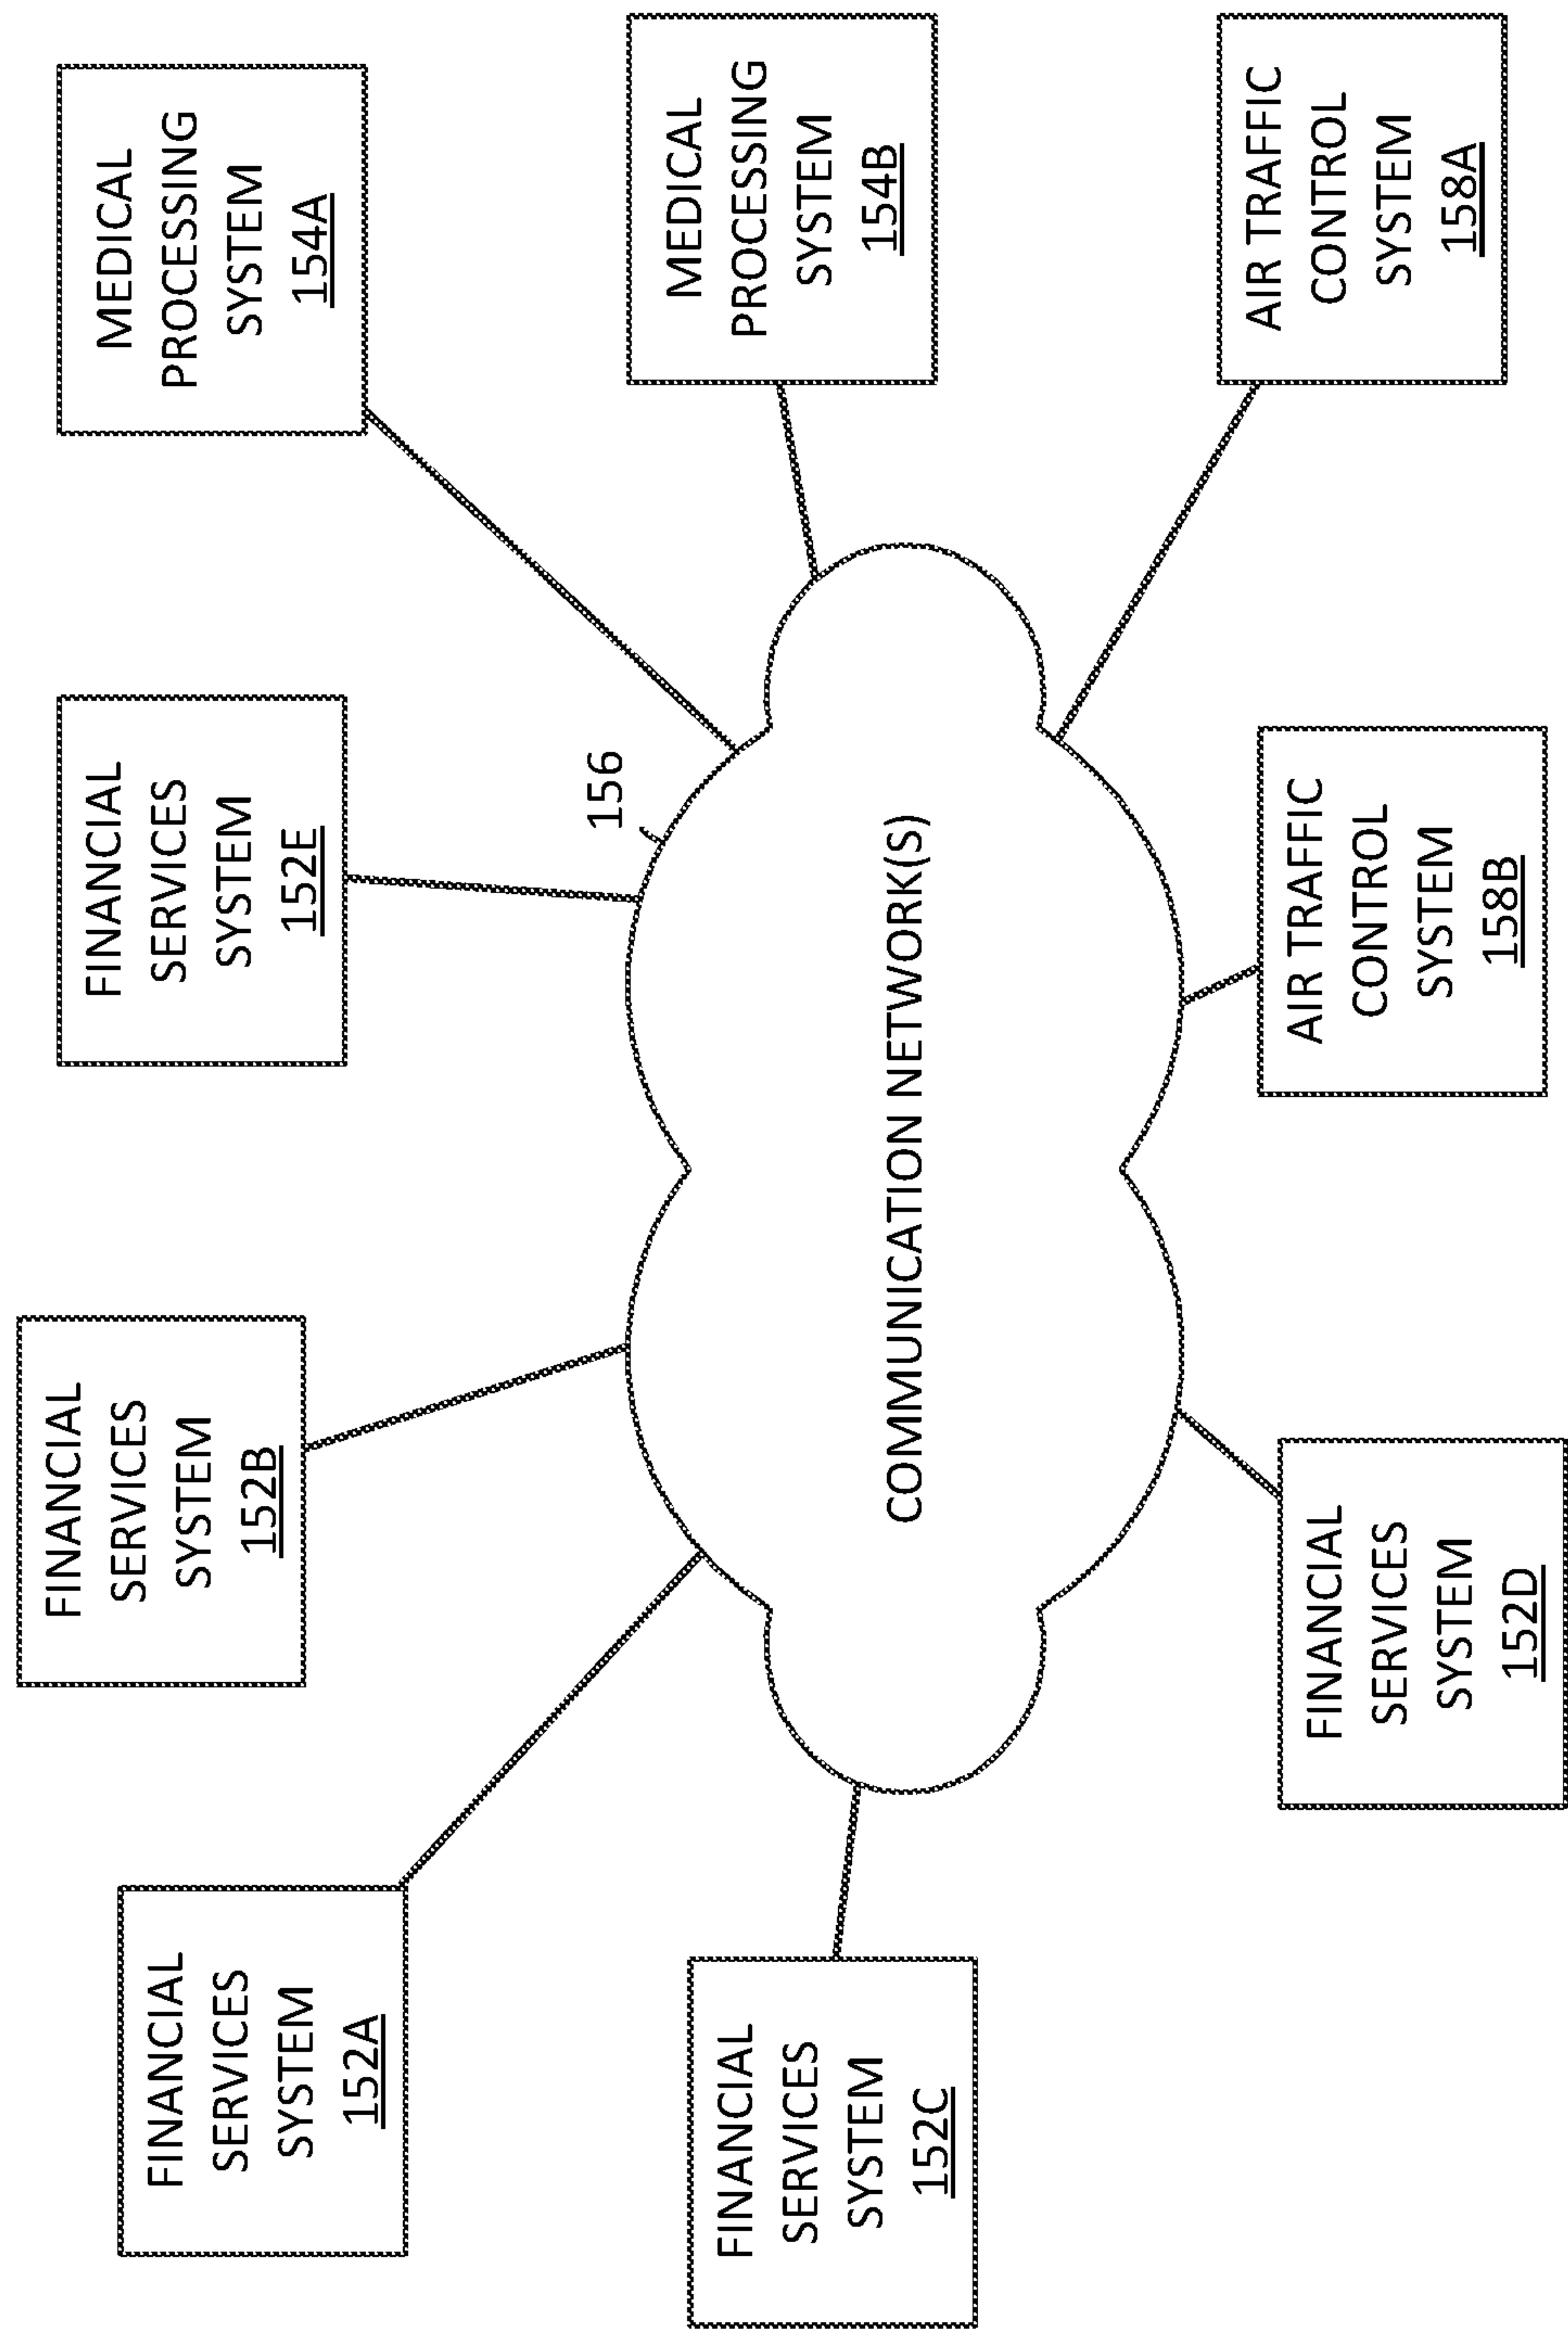 FINANCIAL
SERVICES
SYSTEM
152A
FINANCIAL
SERVICES
SYSTEM
152B
FINANCIAL
SERVICES
SYSTEM
152E
MEDICAL
PROCESSING
SYSTEM
154A
156
FINANCIAL
SERVICES
SYSTEM
152C
COMMUNICATION NETWORK(S)
MEDICAL
PROCESSING
SYSTEM
154B
FINANCIAL
SERVICES
SYSTEM
152D
AIR TRAFFIC
CONTROL
SYSTEM
158B
AIR TRAFFIC
CONTROL
SYSTEM
158A